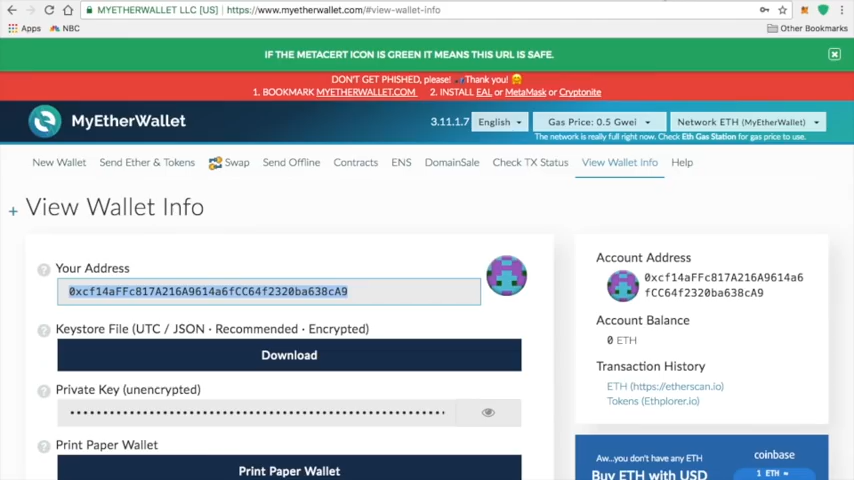 MYETHERWALLET LLC [US]
https://www.myetherwallet.com/#view-wallet-info
Apps
NBC
Other Bookmarks
IF THE METACERT ICON IS GREEN IT MEANS THIS URL IS SAFE.
DON'T GET PHISHED, please! Thank you!
1. BOOKMARK MYETHERWALLET.COM 2. INSTALL EAL or MetaMask or Cryptonite
MyEtherWallet
3.11.1.7
English
Gas Price: 0.5 Gwei
Network ETH (MyEtherWallet)
The network is really full right now. Check Eth Gas Station for gas price to use.
New Wallet
Send Ether & Tokens
Swap
Send Offline
Contracts
ENS
DomainSale
Check TX Status
View Wallet Info
Help
+ View Wallet Info
Your Address
0xcf14aFFc817A216A9614a6fCC64f2320ba638cA9
Keystore File (UTC / JSON · Recommended · Encrypted)
Download
Private Key (unencrypted)
Print Paper Wallet
Print Paper Wallet
Account Address
0xcf14aFFc817A216A9614a6
fCC64f2320ba638cA9
Account Balance
0 ETH
Transaction History
ETH (https://etherscan.io)
Tokens (Ethplorer.io)
Aw...you don't have any ETH
Buy ETH with USD
coinbase
1 ETH ≈